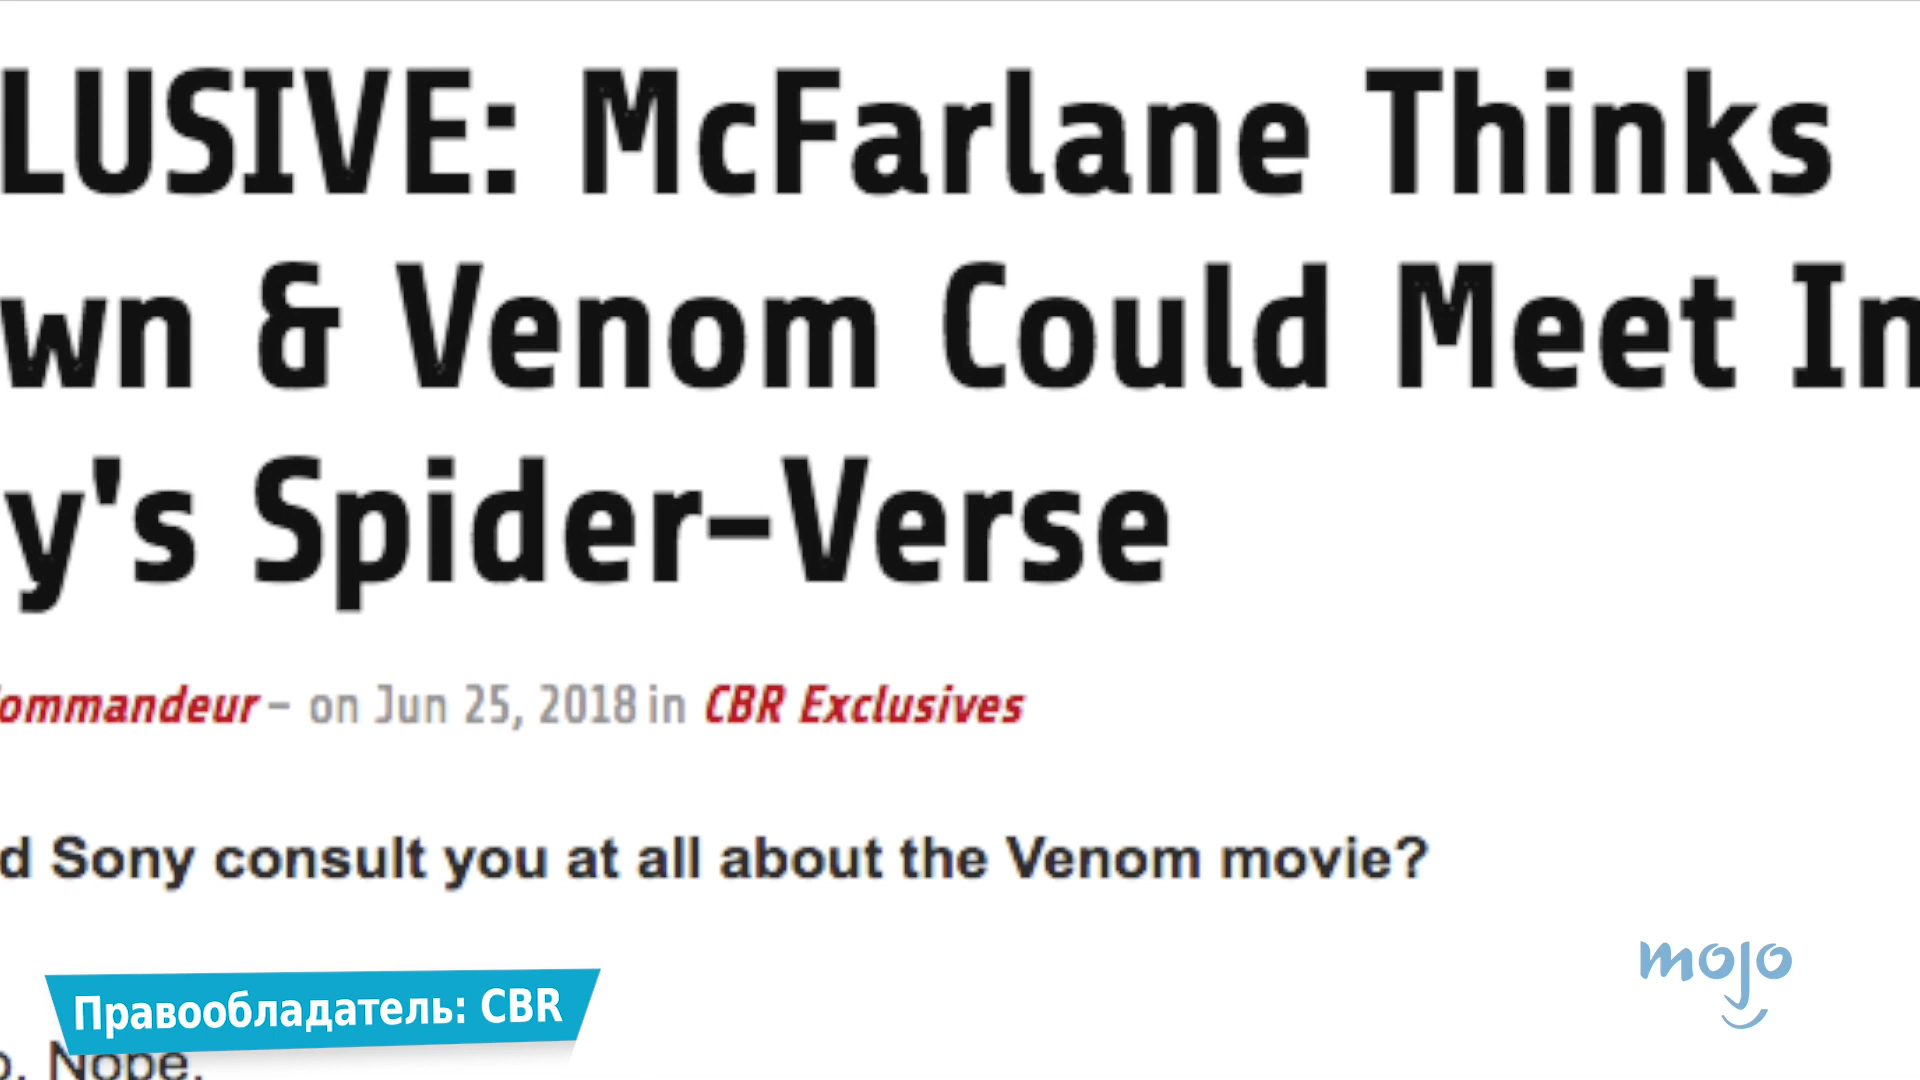 LUSIVE: McFarlane Thinks
wn & Venom Could Meet In
y's Spider-Verse
ommandeur – on Jun 25, 2018 in CBR Exclusives
d Sony consult you at all about the Venom movie?
mojo
Правообладатель: CBR
o. Nope.